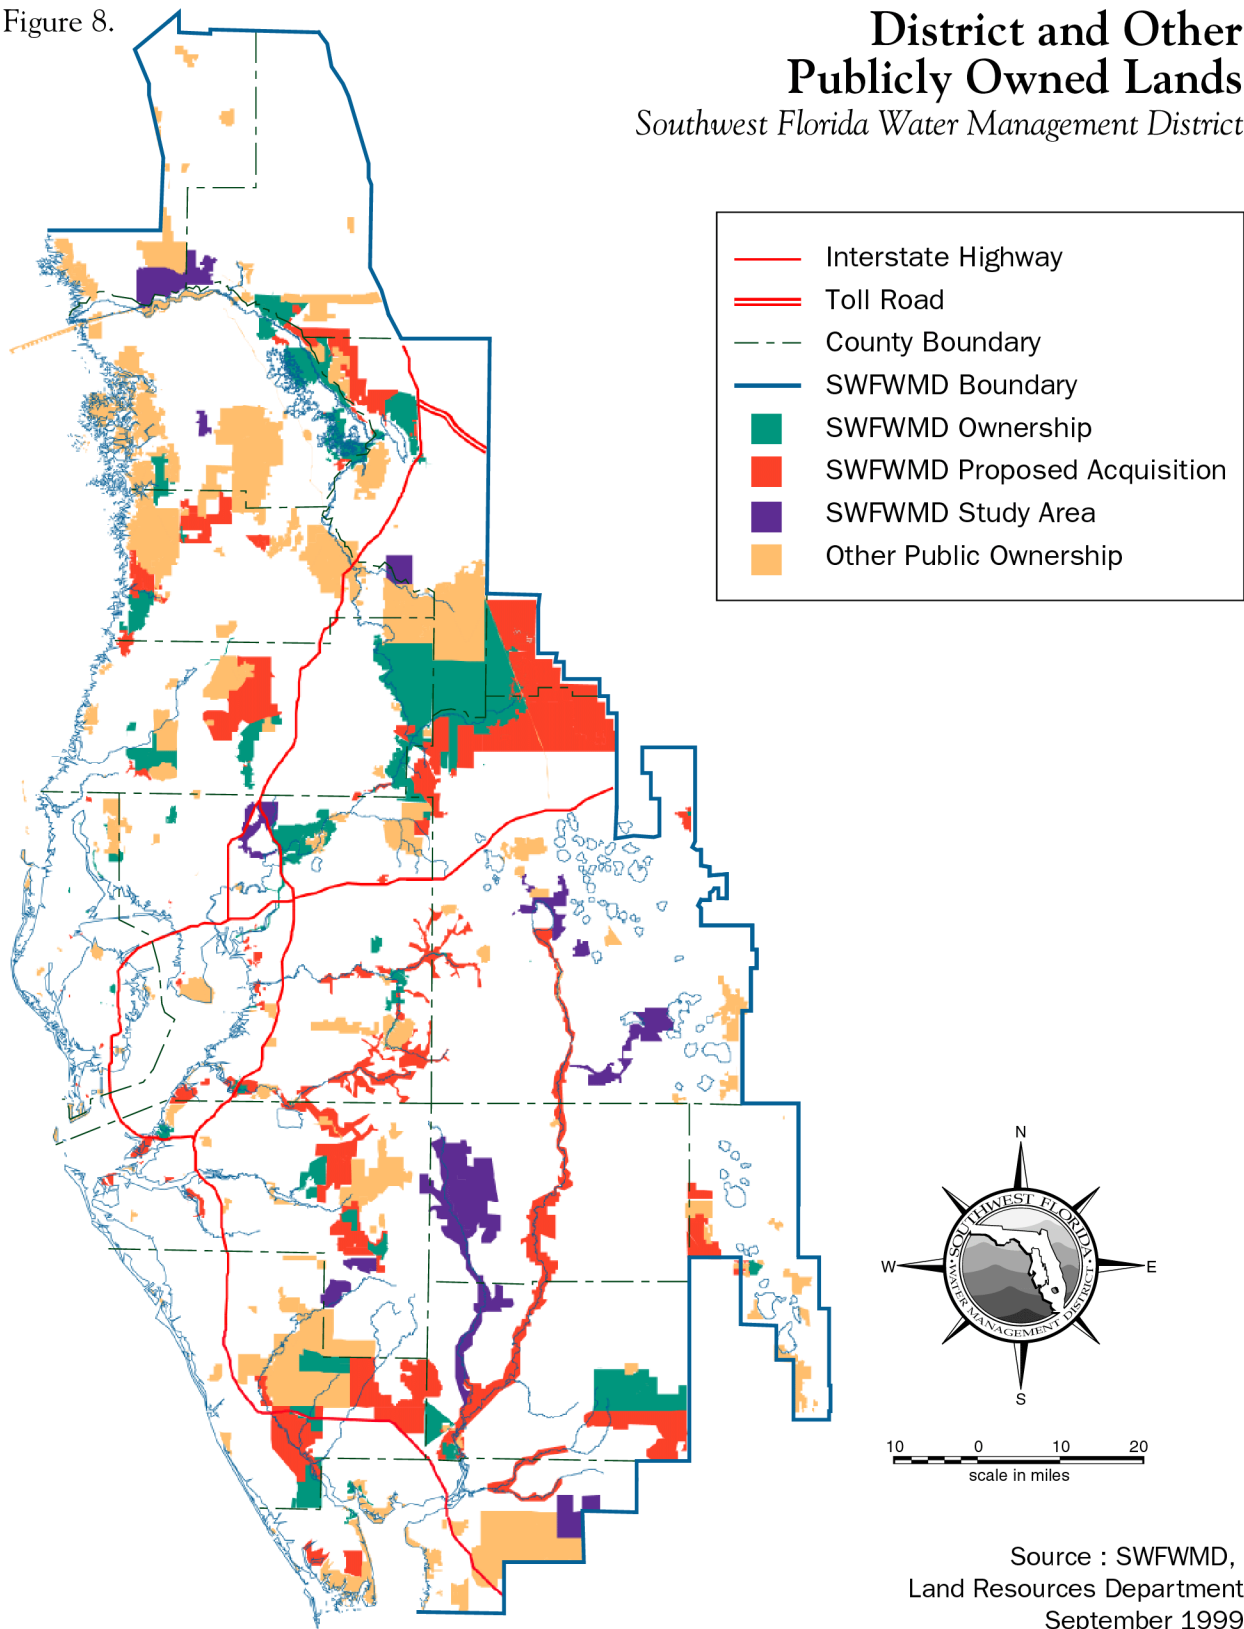 Figure 8.
District and Other
Publicly Owned Lands
Southwest Florida Water Management District
Interstate Highway
Toll Road
County Boundary
SWFWMD Boundary
SWFWMD Ownership
SWFWMD Proposed Acquisition
SWFWMD Study Area
Other Public Ownership
N
W
E
S
SOUTHWEST FLORIDA
WATER MANAGEMENT DISTRICT
10 0 10 20
scale in miles
Source : SWFWMD,
Land Resources Department
September 1999